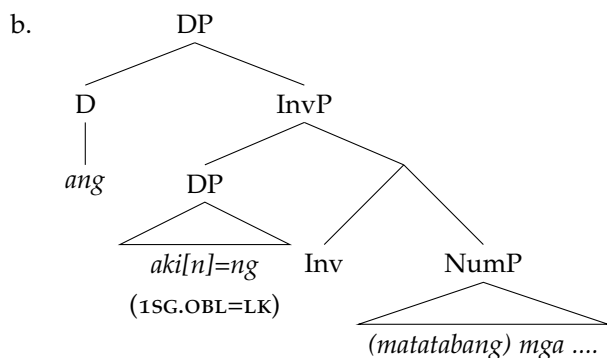 b. DP
D InvP
ang DP
aki[n]=ng Inv NumP
(1SG.OBL=LK)
(matatabang) mga ....